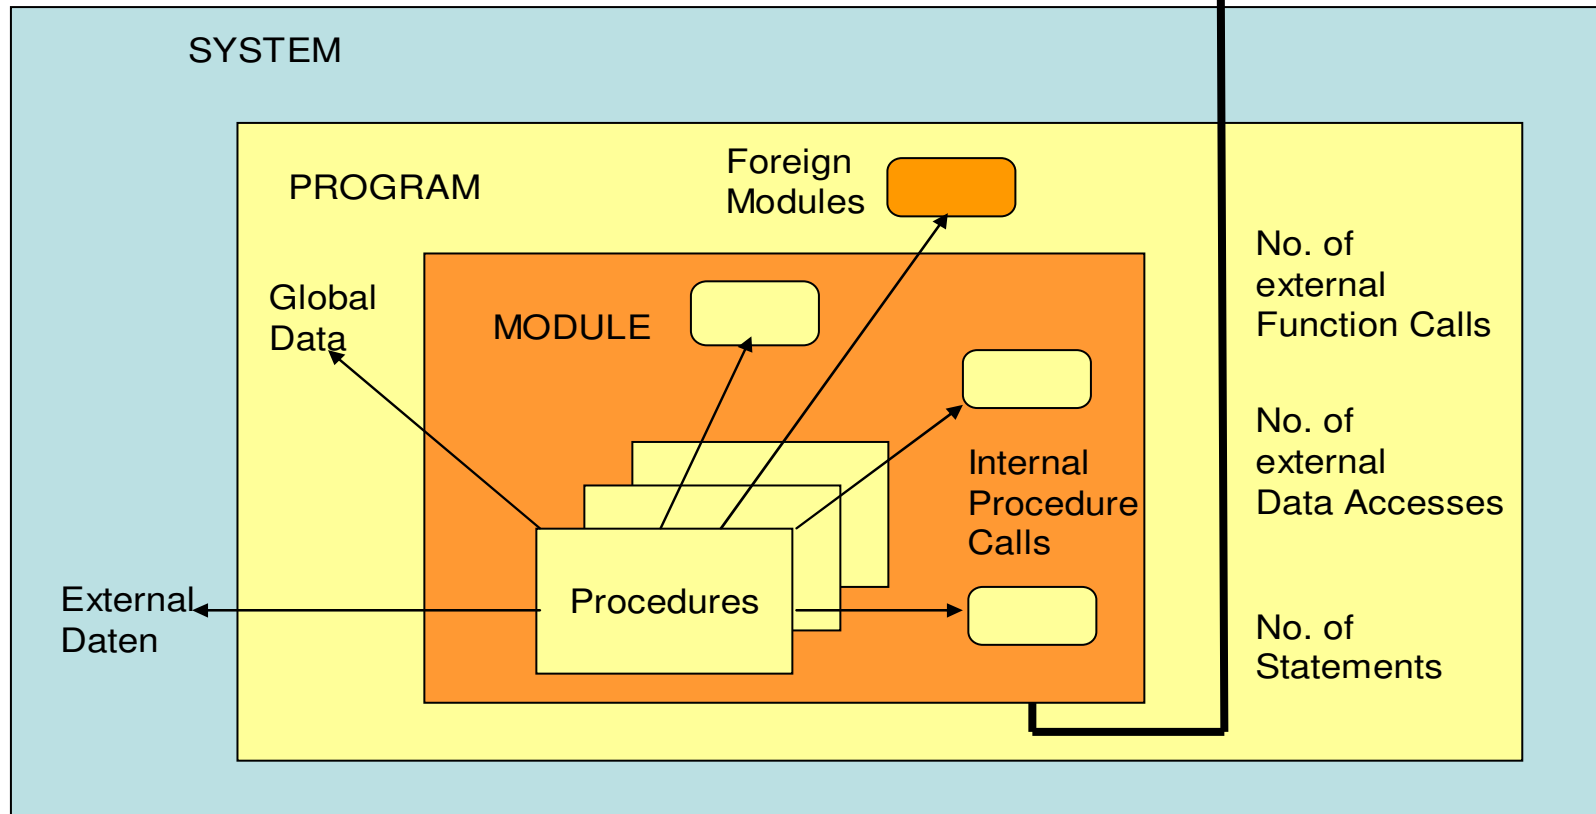 SYSTEM
PROGRAM
Foreign
Modules
Global
Data
MODULE
No. of
external
Function Calls
No. of
external
Data Accesses
Internal
Procedure
Calls
Procedures
External
Daten
No. of
Statements